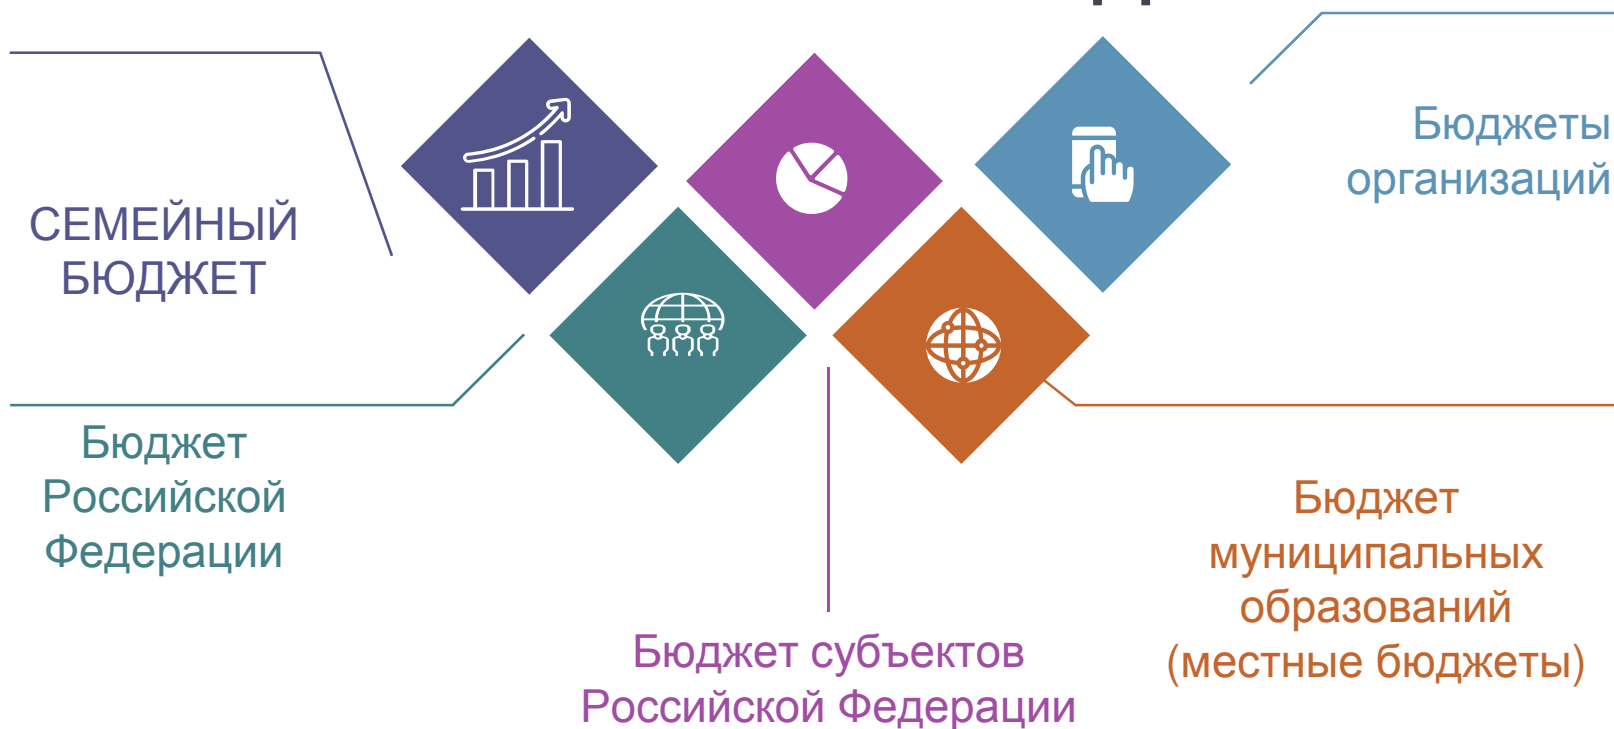 СЕМЕЙНЫЙ
БЮДЖЕТ
Бюджеты
организаций
Бюджет
Российской
Федерации
Бюджет субъектов
Российской Федерации
Бюджет
муниципальных
образований
(местные бюджеты)